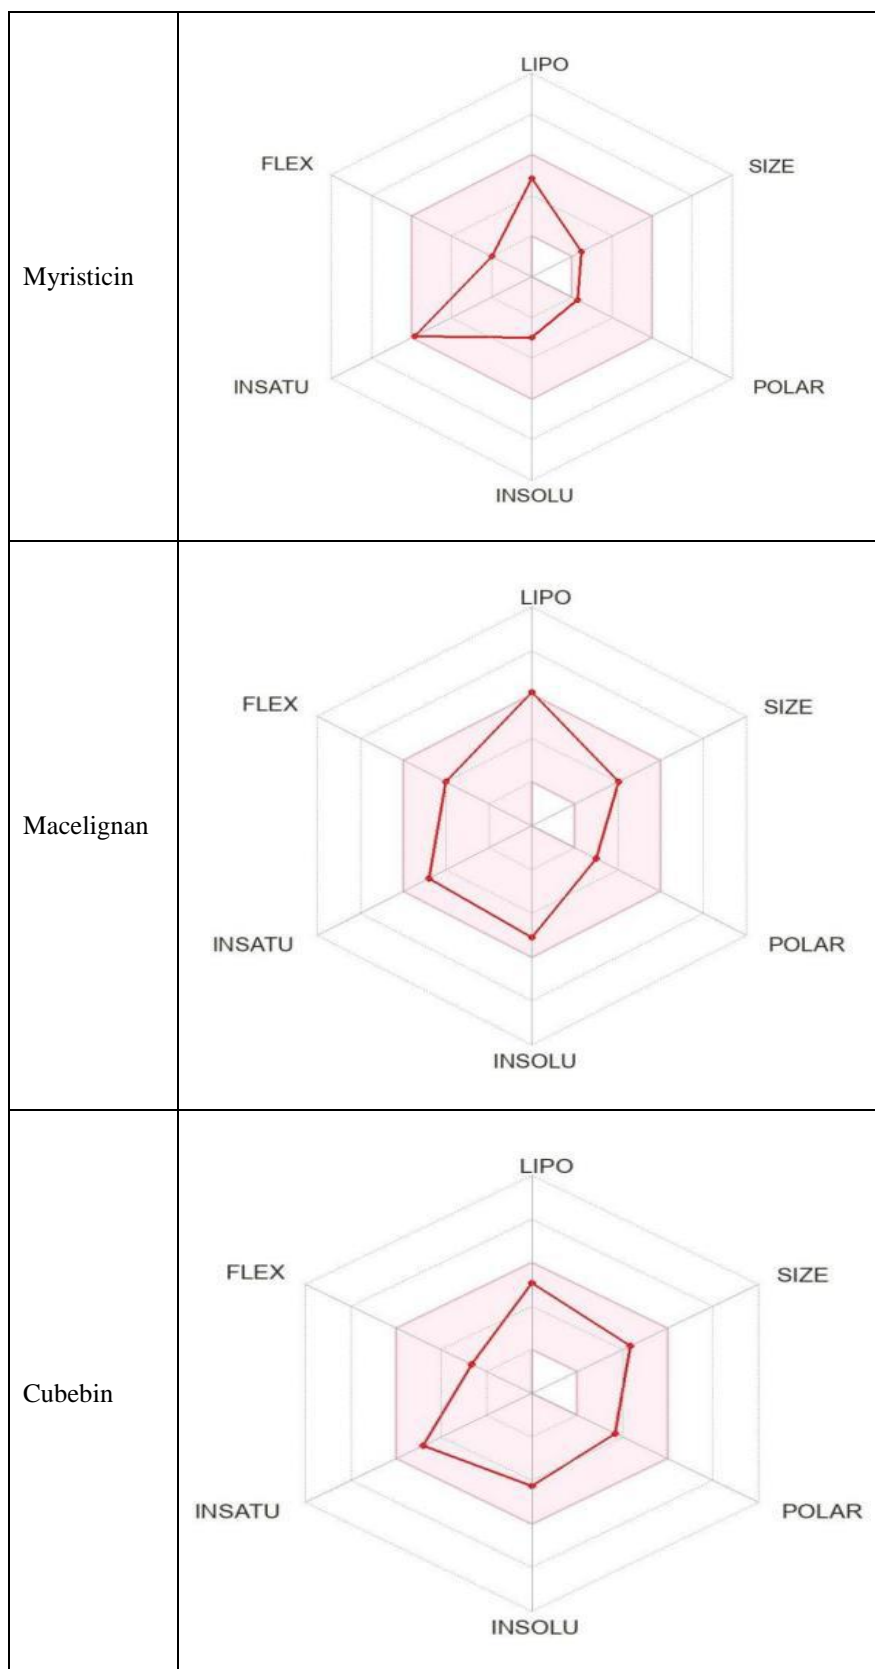 LIPO
FLEX
SIZE
Myristicin
INSATU
POLAR
INSOLU
LIPO
FLEX
SIZE
Macelignan
INSATU
POLAR
INSOLU
LIPO
FLEX
SIZE
Cubebin
INSATU
POLAR
INSOLU